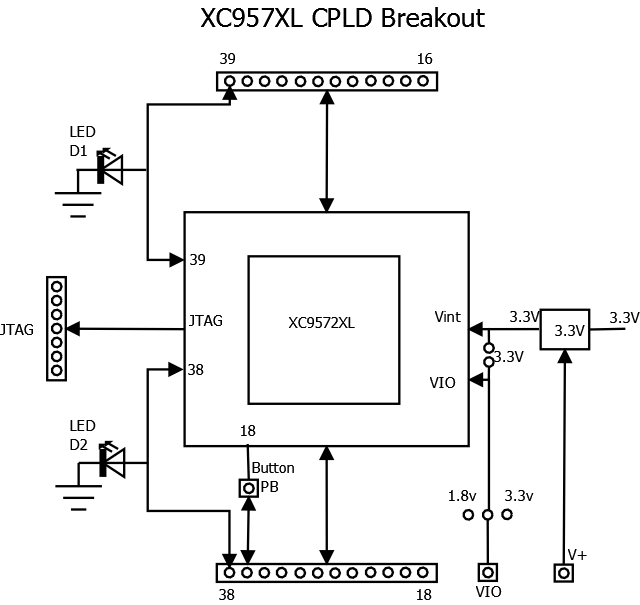 XC957XL CPLD Breakout
39
16
LED
D1
39
JTAG
JTAG
XC9572XL
Vint
3.3V
3.3V
3.3V
3.3V
38
VIO
LED
D2
18
Button
PB
1.8v
3.3v
V+
VIO
38
18